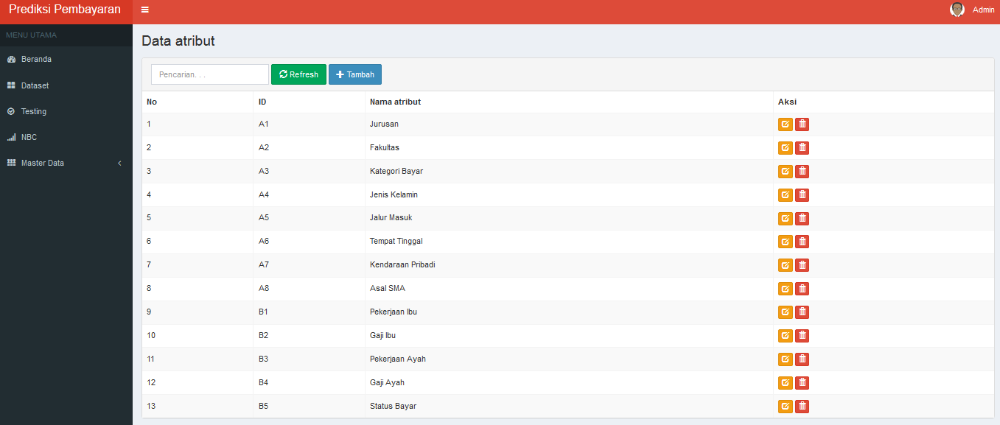 Prediksi Pembayaran
Admin
MENU UTAMA
Beranda
Dataset
Testing
NBC
Master Data
Data atribut
Pencarian. . .
Refresh
Tambah
No ID Nama atribut Aksi
1 A1 Jurusan
2 A2 Fakultas
3 A3 Kategori Bayar
4 A4 Jenis Kelamin
5 A5 Jalur Masuk
6 A6 Tempat Tinggal
7 A7 Kendaraan Pribadi
8 A8 Asal SMA
9 B1 Pekerjaan Ibu
10 B2 Gaji Ibu
11 B3 Pekerjaan Ayah
12 B4 Gaji Ayah
13 B5 Status Bayar